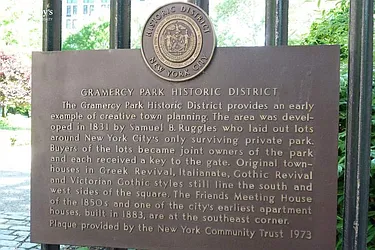 HISTORIC DISTRICT
NEW YORK CITY
GRAMERCY PARK HISTORIC DISTRICT
The Gramercy Park Historic District provides an early
example of creative town planning. The area was devel-
oped in 1831 by Samuel B. Ruggles who laid out lots
around New York City's only surviving private park.
Buyers of the lots became joint owners of the park
and each received a key to the gate. Original town-
houses in Greek Revival, Italianate, Gothic Revival
and Victorian Gothic styles still line the south and
west sides of the square. The Friends Meeting House
of the 1850s and one of the city's earliest apartment
houses, built in 1883, are at the southeast corner.
Plaque provided by the New York Community Trust 1973